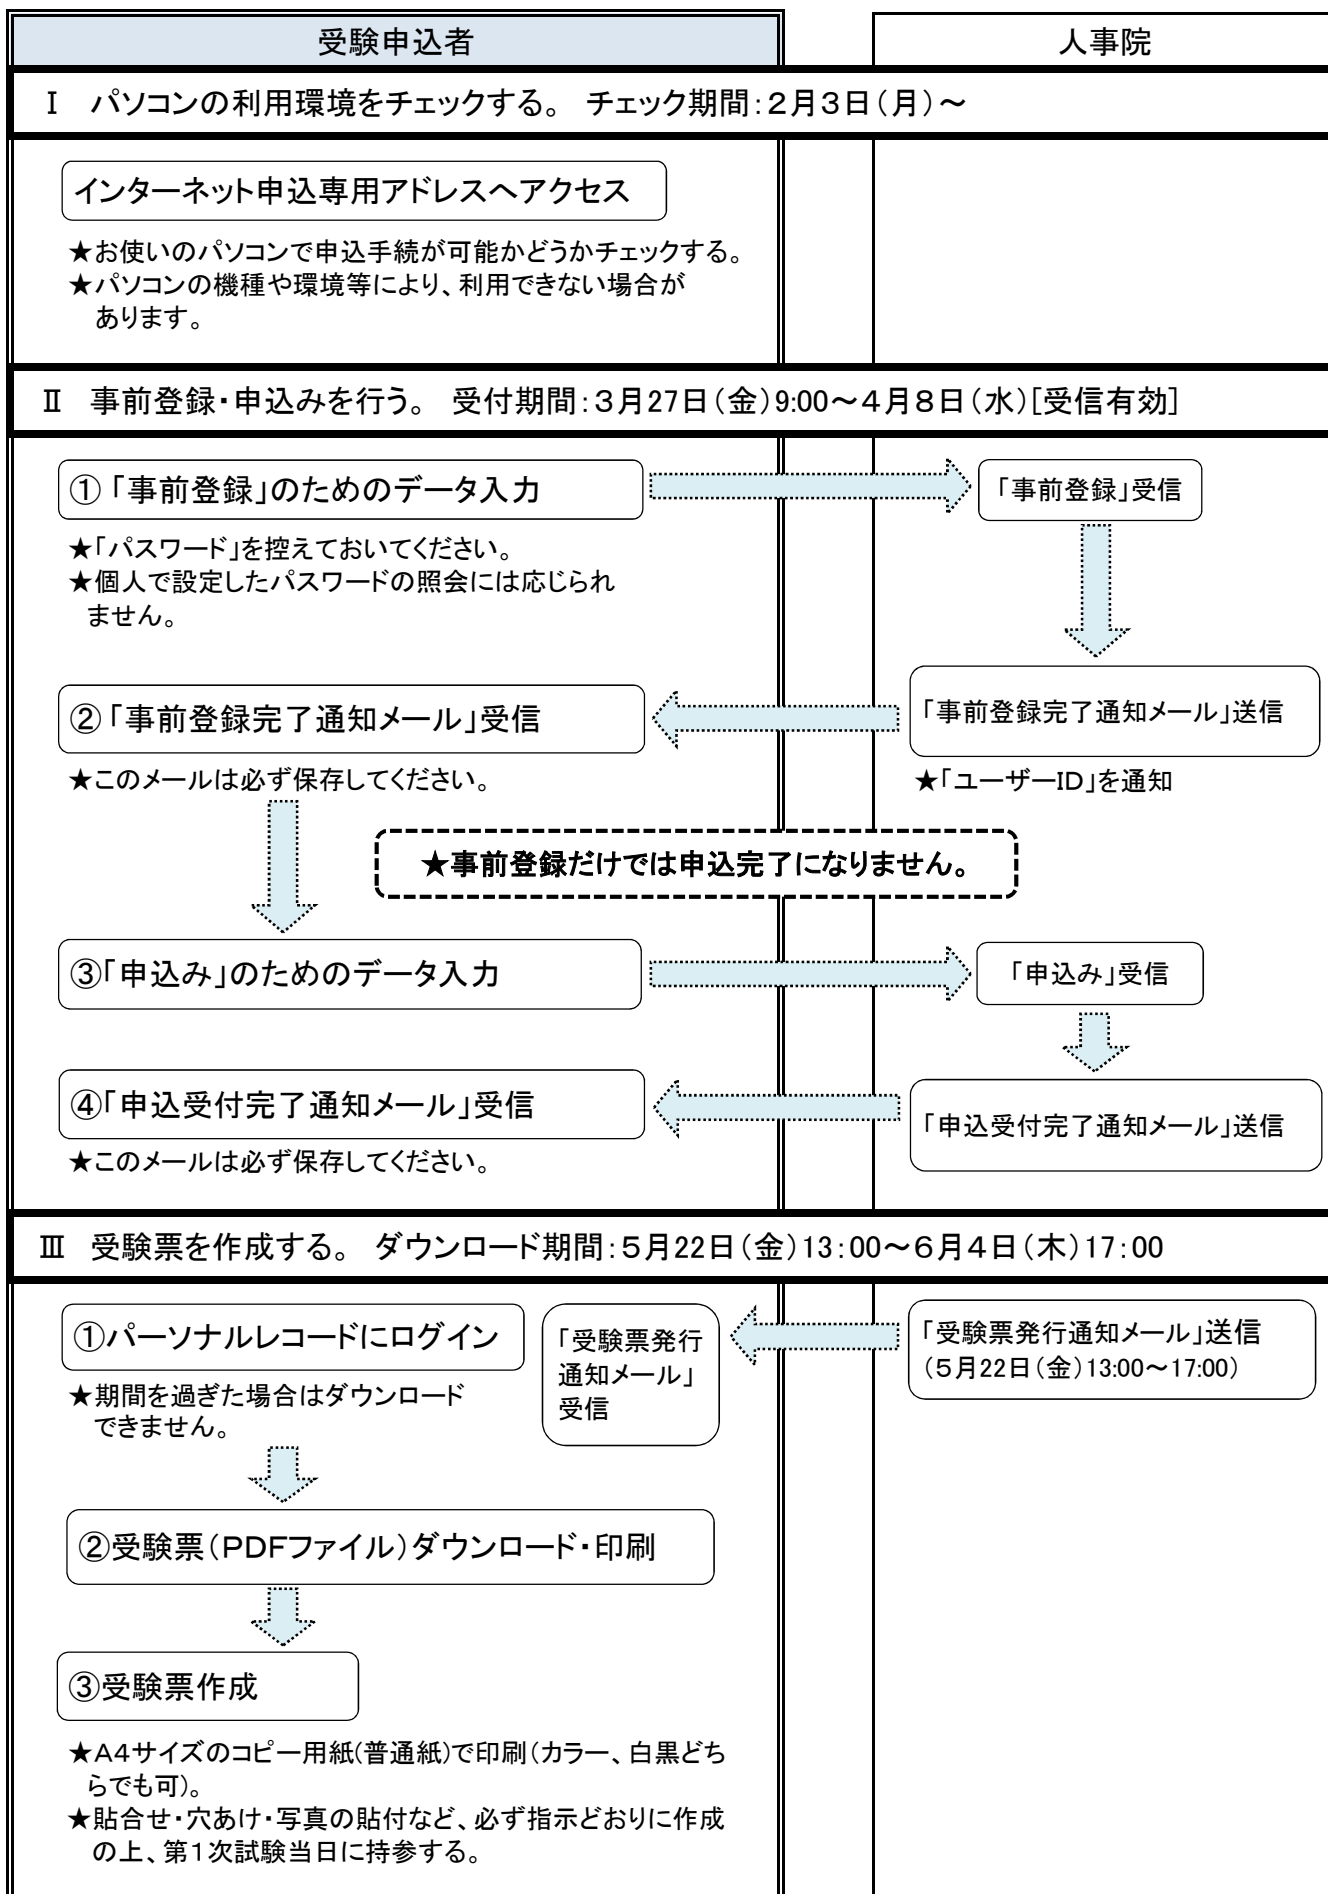 受験申込者
人事院
Ⅰ　パソコンの利用環境をチェックする。　チェック期間：２月３日（月）～
インターネット申込専用アドレスへアクセス
★お使いのパソコンで申込手続が可能かどうかチェックする。
★パソコンの機種や環境等により、利用できない場合が
あります。
Ⅱ　事前登録・申込みを行う。　受付期間：３月27日（金）9:00～４月８日（水）[受信有効]
①「事前登録」のためのデータ入力
「事前登録」受信
★「パスワード」を控えておいてください。
★個人で設定したパスワードの照会には応じられ
ません。
②「事前登録完了通知メール」受信
「事前登録完了通知メール」送信
★このメールは必ず保存してください。
★「ユーザーID」を通知
★事前登録だけでは申込完了になりません。
③「申込み」のためのデータ入力
「申込み」受信
④「申込受付完了通知メール」受信
「申込受付完了通知メール」送信
★このメールは必ず保存してください。
Ⅲ　受験票を作成する。　ダウンロード期間：５月22日（金）13：00～６月４日（木）17：00
①パーソナルレコードにログイン
★期間を過ぎた場合はダウンロード
できません。
「受験票発行
通知メール」
受信
「受験票発行通知メール」送信
（５月22日（金）13:00～17:00）
②受験票（ＰＤＦファイル）ダウンロード・印刷
③受験票作成
★Ａ４サイズのコピー用紙(普通紙)で印刷（カラー、白黒どち
らでも可）。
★貼合せ・穴あけ・写真の貼付など、必ず指示どおりに作成
の上、第１次試験当日に持参する。